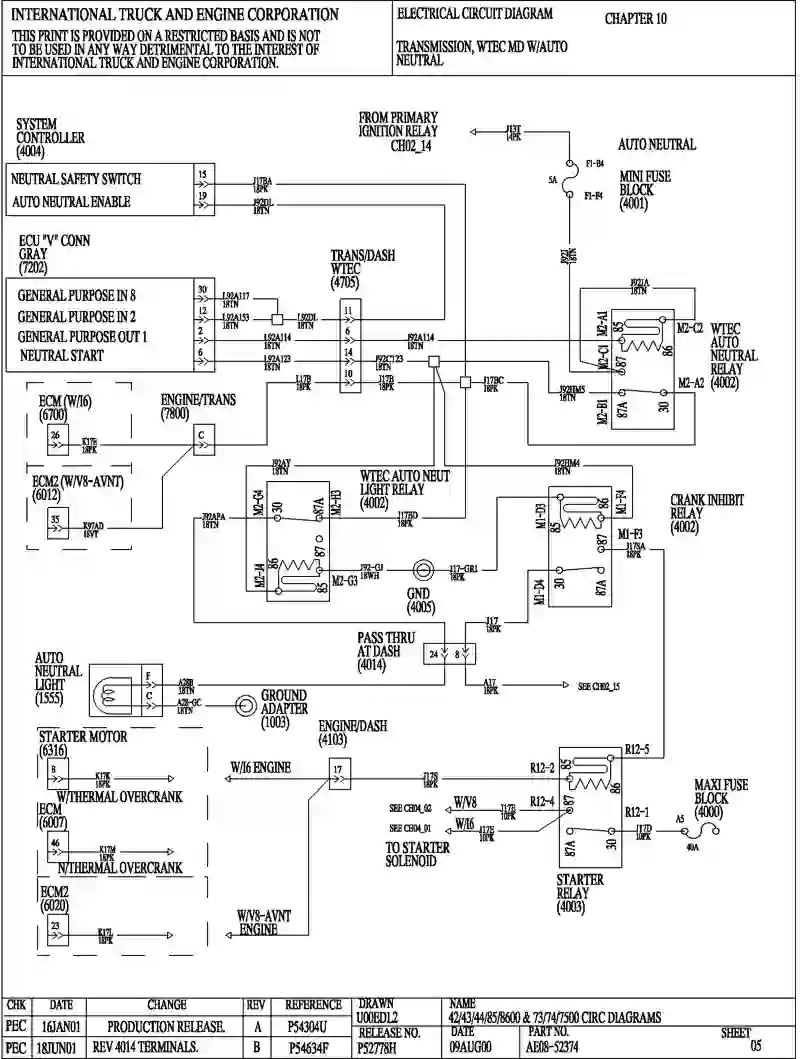 INTERNATIONAL TRUCK AND ENGINE CORPORATION
THIS PRINT IS PROVIDED ON A RESTRICTED BASIS AND IS NOT
TO BE USED IN ANY WAY DETRIMENTAL TO THE INTEREST OF
INTERNATIONAL TRUCK AND ENGINE CORPORATION.
ELECTRICAL CIRCUIT DIAGRAM
CHAPTER 10
TRANSMISSION, WTEC MD W/AUTO
NEUTRAL
SYSTEM
CONTROLLER
(4004)
NEUTRAL SAFETY SWITCH
15
J17BA
18PK
AUTO NEUTRAL ENABLE
19
J92DL
18TN
FROM PRIMARY
IGNITION RELAY
CH02_14
J13T
14PK
F1-B4
5A
F1-F4
AUTO NEUTRAL
MINI FUSE
BLOCK
(4001)
J92J
18TN
ECU "V" CONN
GRAY
(7202)
GENERAL PURPOSE IN 8
30
L92A117
18TN
GENERAL PURPOSE IN 2
12
L92A153
18TN
L92DL
18TN
GENERAL PURPOSE OUT 1
2
L92A114
18TN
NEUTRAL START
6
L92A123
18TN
TRANS/DASH
WTEC
(4705)
11
6
14
10
J92A114
18TN
J92C123
18TN
L17B
18PK
J17B
18PK
J17BC
18PK
J92JA
18TN
M2-A1
85
M2-C2
M2-C1
87
86
M2-B1
87A
30
M2-A2
J92HM5
18TN
WTEC
AUTO
NEUTRAL
RELAY
(4002)
ECM (W/I6)
(6700)
26
K17E
18PK
ENGINE/TRANS
(7800)
C
ECM2 (W/V8-AVNT)
(6012)
35
K97AD
18VT
J92AY
18TN
J92HM4
18TN
J92APA
18TN
M2-G4
30
87A
M2-H3
87
M2-J4
86
85
M2-G3
WTEC AUTO NEUT
LIGHT RELAY
(4002)
J17BD
18PK
J92-GJ
18WH
J17-GR1
18PK
GND
(4005)
M1-D3
85
86
M1-F4
87
M1-F3
M1-D4
30
87A
J17SA
18PK
CRANK INHIBIT
RELAY
(4002)
J17
18PK
PASS THRU
AT DASH
(4014)
24
8
A17
18PK
SEE CH02_15
AUTO
NEUTRAL
LIGHT
(1555)
F
A28B
18TN
C
A28-GC
18TN
GROUND
ADAPTER
(1003)
STARTER MOTOR
(6316)
B
K17K
18PK
W/THERMAL OVERCRANK
ECM
(6007)
46
K17M
18PK
N/THERMAL OVERCRANK
ECM2
(6020)
23
K17L
18PK
ENGINE/DASH
(4103)
W/I6 ENGINE
17
J17S
18PK
W/V8-AVNT
ENGINE
SEE CH04_02
W/V8
J17E
10PK
SEE CH04_01
W/I6
J17E
10PK
TO STARTER
SOLENOID
R12-5
R12-2
85
86
R12-4
87
R12-1
87A
30
J17D
10PK
A5
40A
MAXI FUSE
BLOCK
(4000)
STARTER
RELAY
(4003)
CHK DATE CHANGE REV REFERENCE
PEC 16JAN01 PRODUCTION RELEASE. A P54304U
PEC 18JUN01 REV 4014 TERMINALS. B P54634F
DRAWN
U00EDL2
RELEASE NO.
P52778H
NAME
42/43/44/85/8600 & 73/74/7500 CIRC DIAGRAMS
DATE
09AUG00
PART NO.
AE08-52374
SHEET
05